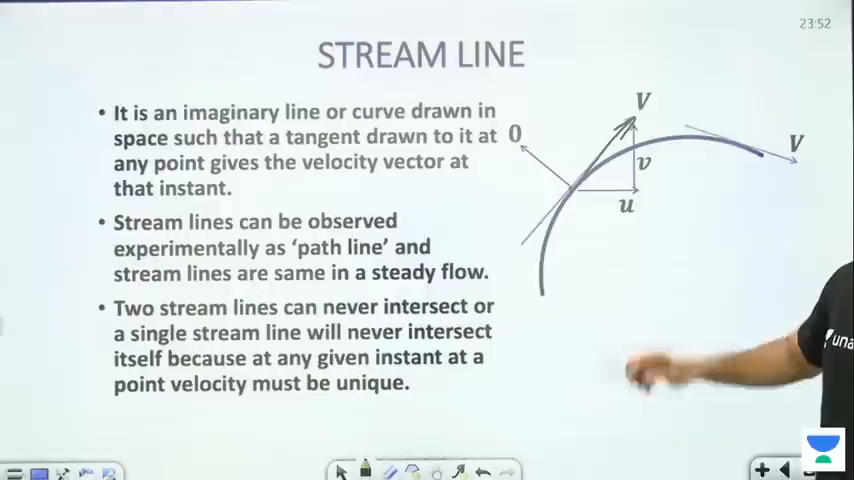 23:52
STREAM LINE
• It is an imaginary line or curve drawn in
space such that a tangent drawn to it at
any point gives the velocity vector at
that instant.
• Stream lines can be observed
experimentally as ‘path line’ and
stream lines are same in a steady flow.
• Two stream lines can never intersect or
a single stream line will never intersect
itself because at any given instant at a
point velocity must be unique.
0
V
v
u
V
una